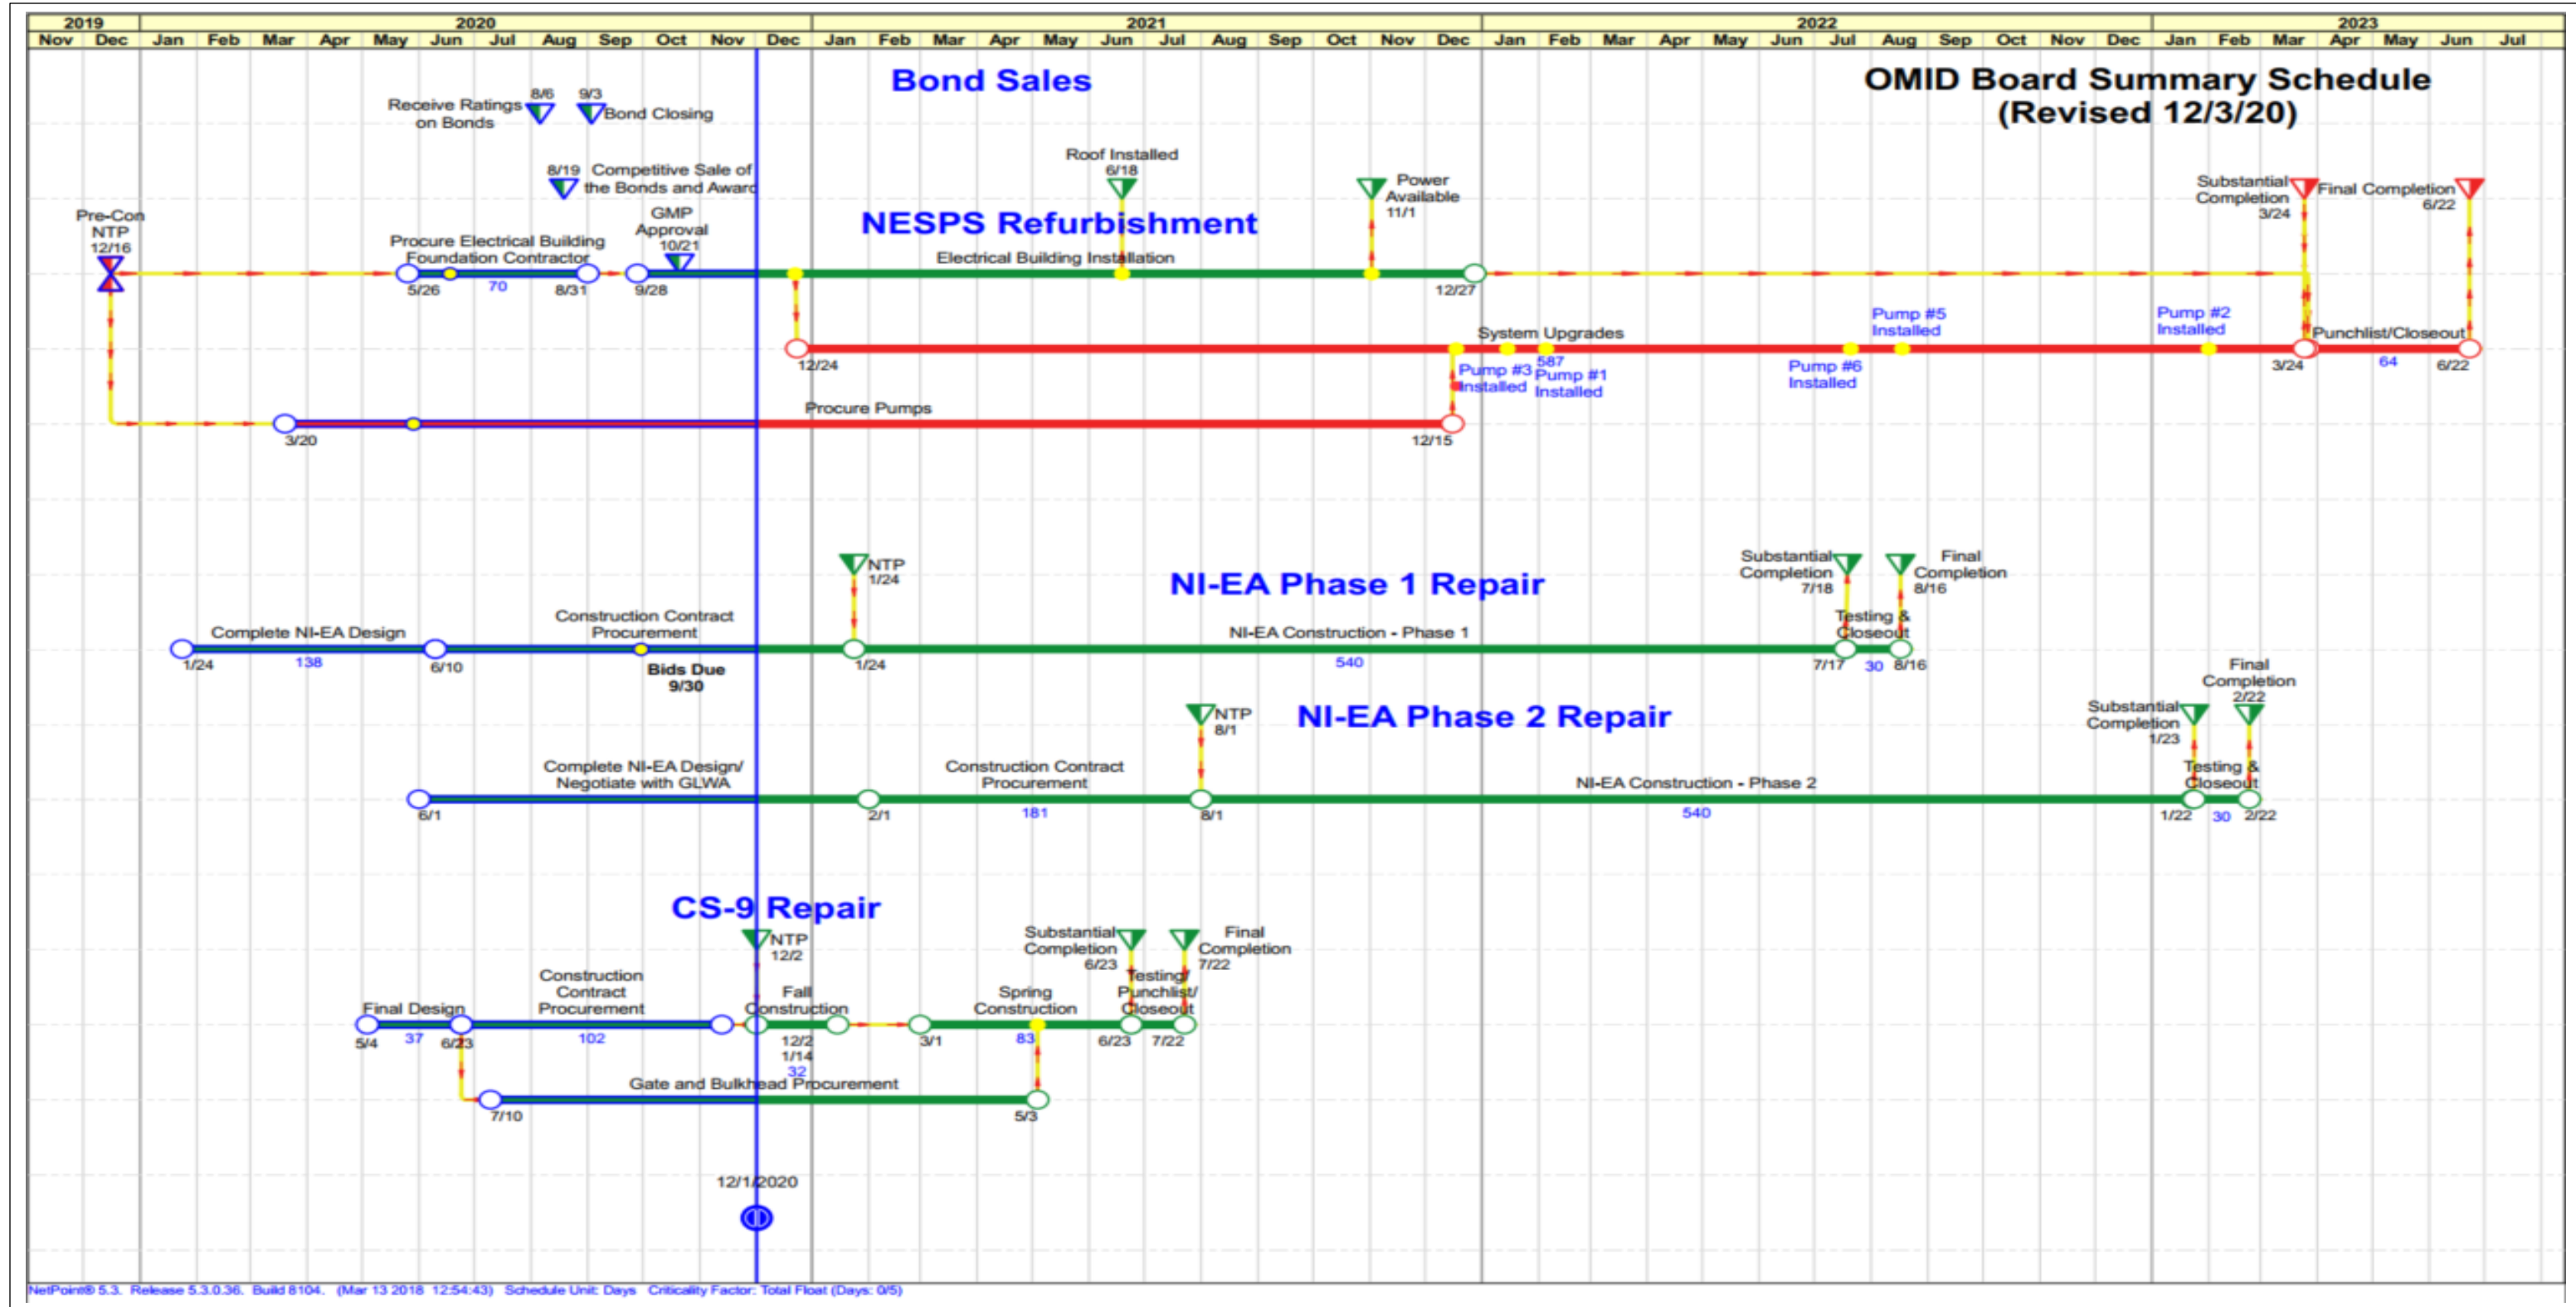 2019 2020 2021 2022 2023
Nov Dec Jan Feb Mar Apr May Jun Jul Aug Sep Oct Nov Dec Jan Feb Mar Apr May Jun Jul Aug Sep Oct Nov Dec Jan Feb Mar Apr May Jun Jul Aug Sep Oct Nov Dec Jan Feb Mar Apr May Jun Jul
Bond Sales
OMID Board Summary Schedule
(Revised 12/3/20)
Receive Ratings
on Bonds
8/6
9/3
Bond Closing
8/19
Competitive Sale of
the Bonds and Award
Roof Installed
6/18
Power
Available
11/1
Substantial
Completion
3/24
Final Completion
6/22
Pre-Con
NTP
12/16
GMP
Approval
10/21
NESPS Refurbishment
Procure Electrical Building
Foundation Contractor
Electrical Building Installation
5/26
70
8/31
9/28
12/27
System Upgrades
Pump #5
Installed
Pump #2
Installed
Punchlist/Closeout
12/24
587
Pump #3
Installed
Pump #1
Installed
Pump #6
Installed
3/24
64
6/22
Procure Pumps
3/20
12/15
NTP
1/24
NI-EA Phase 1 Repair
Substantial
Completion
7/18
Final
Completion
8/16
Complete NI-EA Design
Construction Contract
Procurement
NI-EA Construction - Phase 1
Testing &
Closeout
1/24
138
6/10
Bids Due
9/30
1/24
540
7/17
30
8/16
NTP
8/1
NI-EA Phase 2 Repair
Substantial
Completion
1/23
Final
Completion
2/22
Complete NI-EA Design/
Negotiate with GLWA
Construction Contract
Procurement
NI-EA Construction - Phase 2
Testing &
Closeout
6/1
2/1
181
8/1
540
1/22
30
2/22
CS-9 Repair
NTP
12/2
Substantial
Completion
6/23
Final
Completion
7/22
Final Design
Construction
Contract
Procurement
Fall
Construction
Spring
Construction
Testing/
Punchlist/
Closeout
5/4
37
6/23
102
12/2
1/14
32
3/1
83
6/23
7/22
Gate and Bulkhead Procurement
7/10
5/3
12/1/2020
NetPoint® 5.3. Release 5.3.0.36. Build 8104. (Mar 13 2018 12:54:43) Schedule Unit: Days Criticality Factor: Total Float (Days: 0/5)